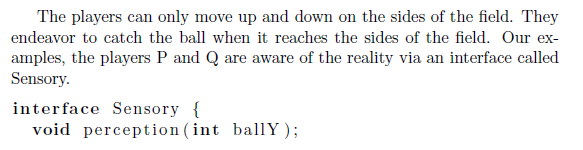 The players can only move up and down on the sides of the field. They
endeavor to catch the ball when it reaches the sides of the field. Our ex-
amples, the players P and Q are aware of the reality via an interface called
Sensory.
interface Sensory {
void perception(int ballY);